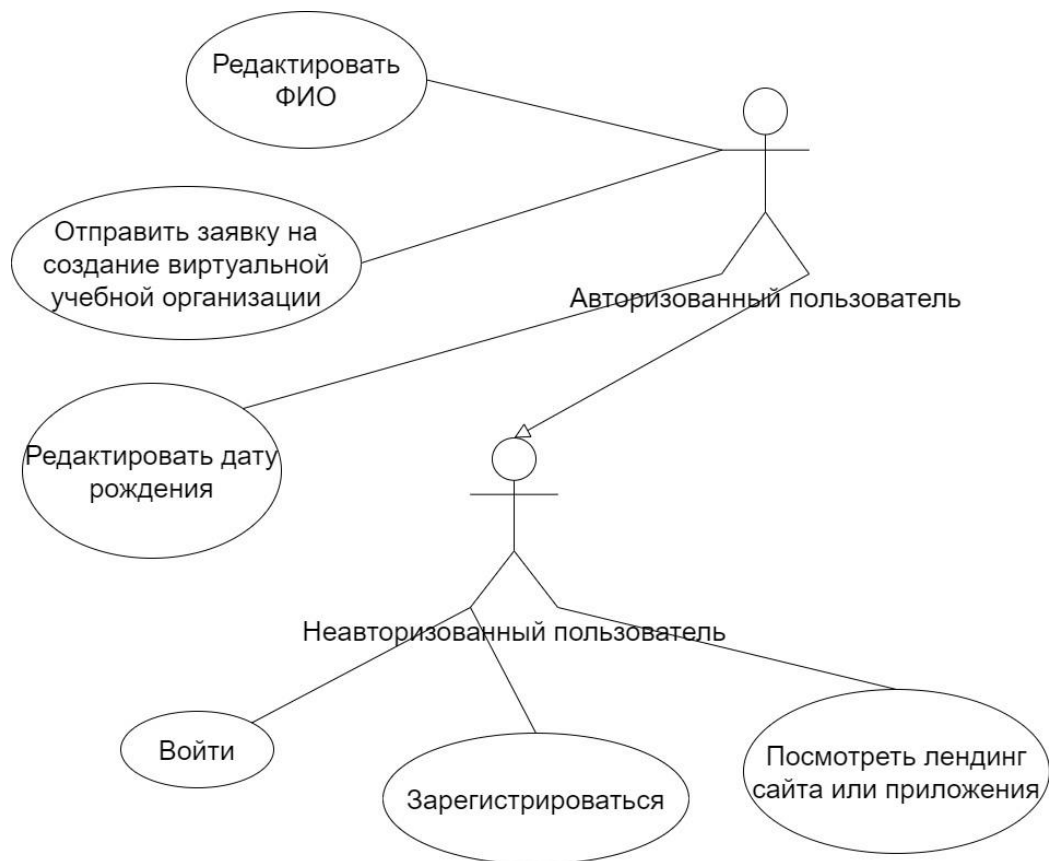 Редактировать
ФИО
Отправить заявку на
создание виртуальной
учебной организации
Авторизованный пользователь
Редактировать дату
рождения
Неавторизованный пользователь
Войти
Зарегистрироваться
Посмотреть лендинг
сайта или приложения